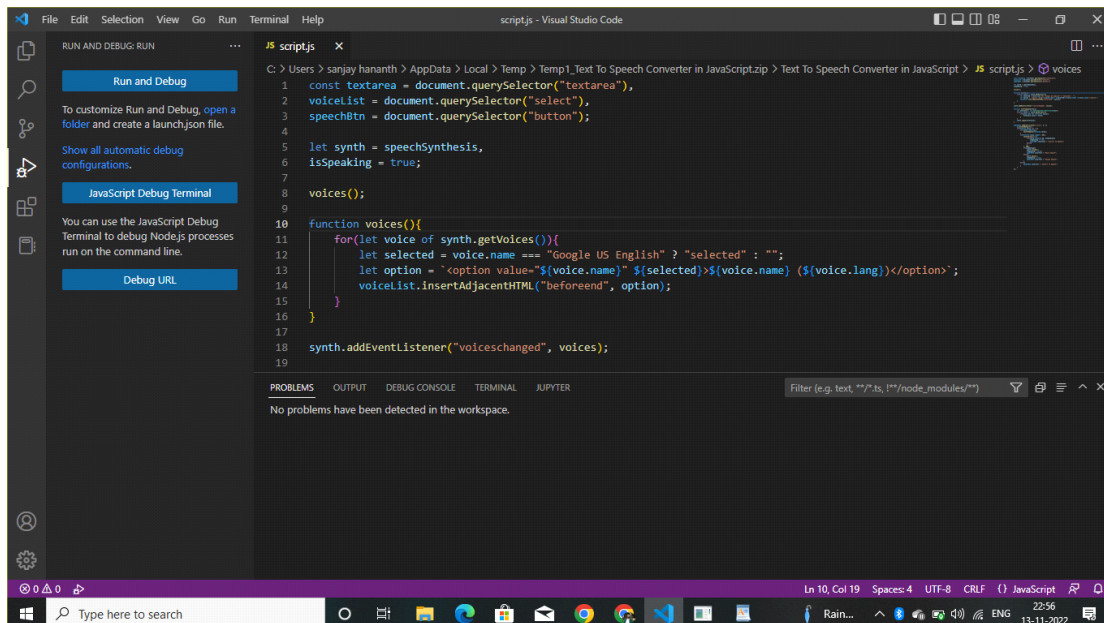 File Edit Selection View Go Run Terminal Help script.js - Visual Studio Code
RUN AND DEBUG: RUN ...
Run and Debug
To customize Run and Debug, open a
folder and create a launch.json file.
Show all automatic debug
configurations.
JavaScript Debug Terminal
You can use the JavaScript Debug
Terminal to debug Node.js processes
run on the command line.
Debug URL
JS script.js ×
C: > Users > sanjay hananth > AppData > Local > Temp > Temp1_Text To Speech Converter in JavaScript.zip > Text To Speech Converter in JavaScript > JS script.js > voices
1 const textarea = document.querySelector("textarea"),
2 voiceList = document.querySelector("select"),
3 speechBtn = document.querySelector("button");
4
5 let synth = speechSynthesis,
6 isSpeaking = true;
7
8 voices();
9
10 function voices(){
11     for(let voice of synth.getVoices()){
12         let selected = voice.name === "Google US English" ? "selected" : "";
13         let option = `<option value="${voice.name}" ${selected}>${voice.name} (${voice.lang})</option>`;
14         voiceList.insertAdjacentHTML("beforeend", option);
15     }
16 }
17
18 synth.addEventListener("voiceschanged", voices);
19
PROBLEMS OUTPUT DEBUG CONSOLE TERMINAL JUPYTER Filter (e.g. text, **/*.ts, !**/node_modules/**)
No problems have been detected in the workspace.
0 0 Ln 10, Col 19 Spaces: 4 UTF-8 CRLF {} JavaScript
Type here to search Rain... ENG 22:56
13-11-2022